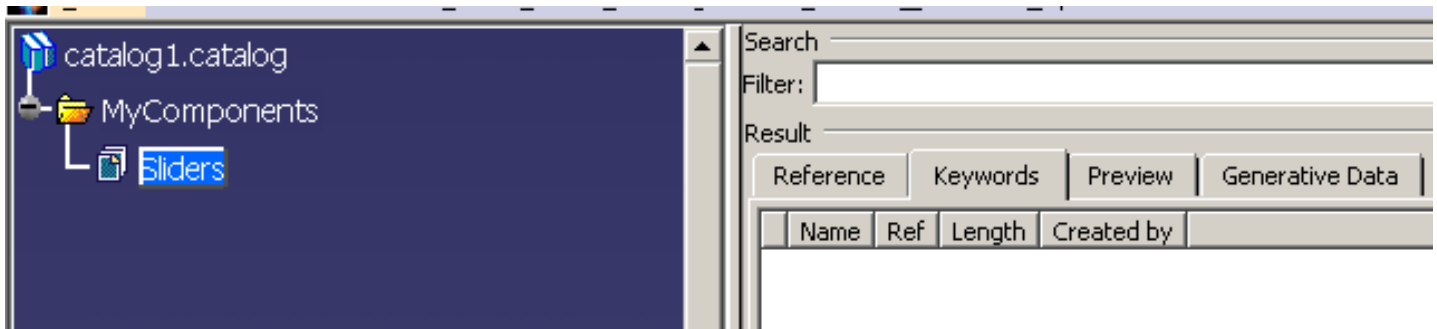 catalog1.catalog
MyComponents
Sliders
Search
Filter:
Result
Reference Keywords Preview Generative Data
Name Ref Length Created by